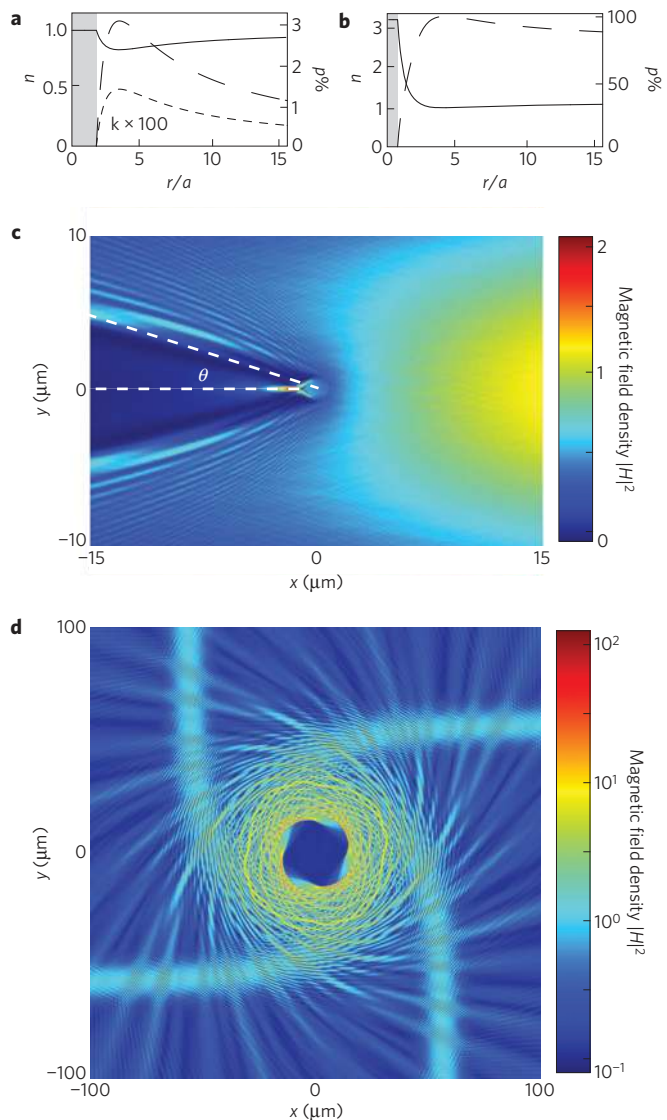 a
1.0
0.5
0
n
k × 100
3
2
1
0
p%
0
5
10
15
r/a
b
3
2
1
0
n
100
50
0
p%
0
5
10
15
r/a
c
10
0
−10
y (μm)
θ
−15
0
15
x (μm)
2
1
0
Magnetic field density |H|²
d
100
0
−100
y (μm)
−100
0
100
x (μm)
10²
10¹
10⁰
10⁻¹
Magnetic field density |H|²